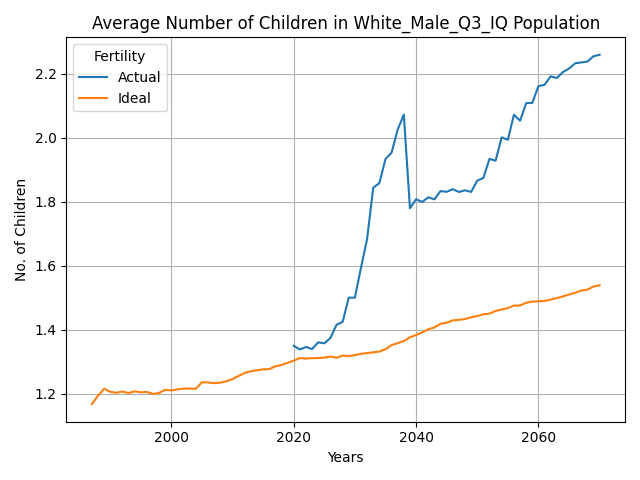 Average Number of Children in White_Male_Q3_IQ Population
Fertility
Actual
Ideal
No. of Children
2.2
2.0
1.8
1.6
1.4
1.2
2000
2020
2040
2060
Years